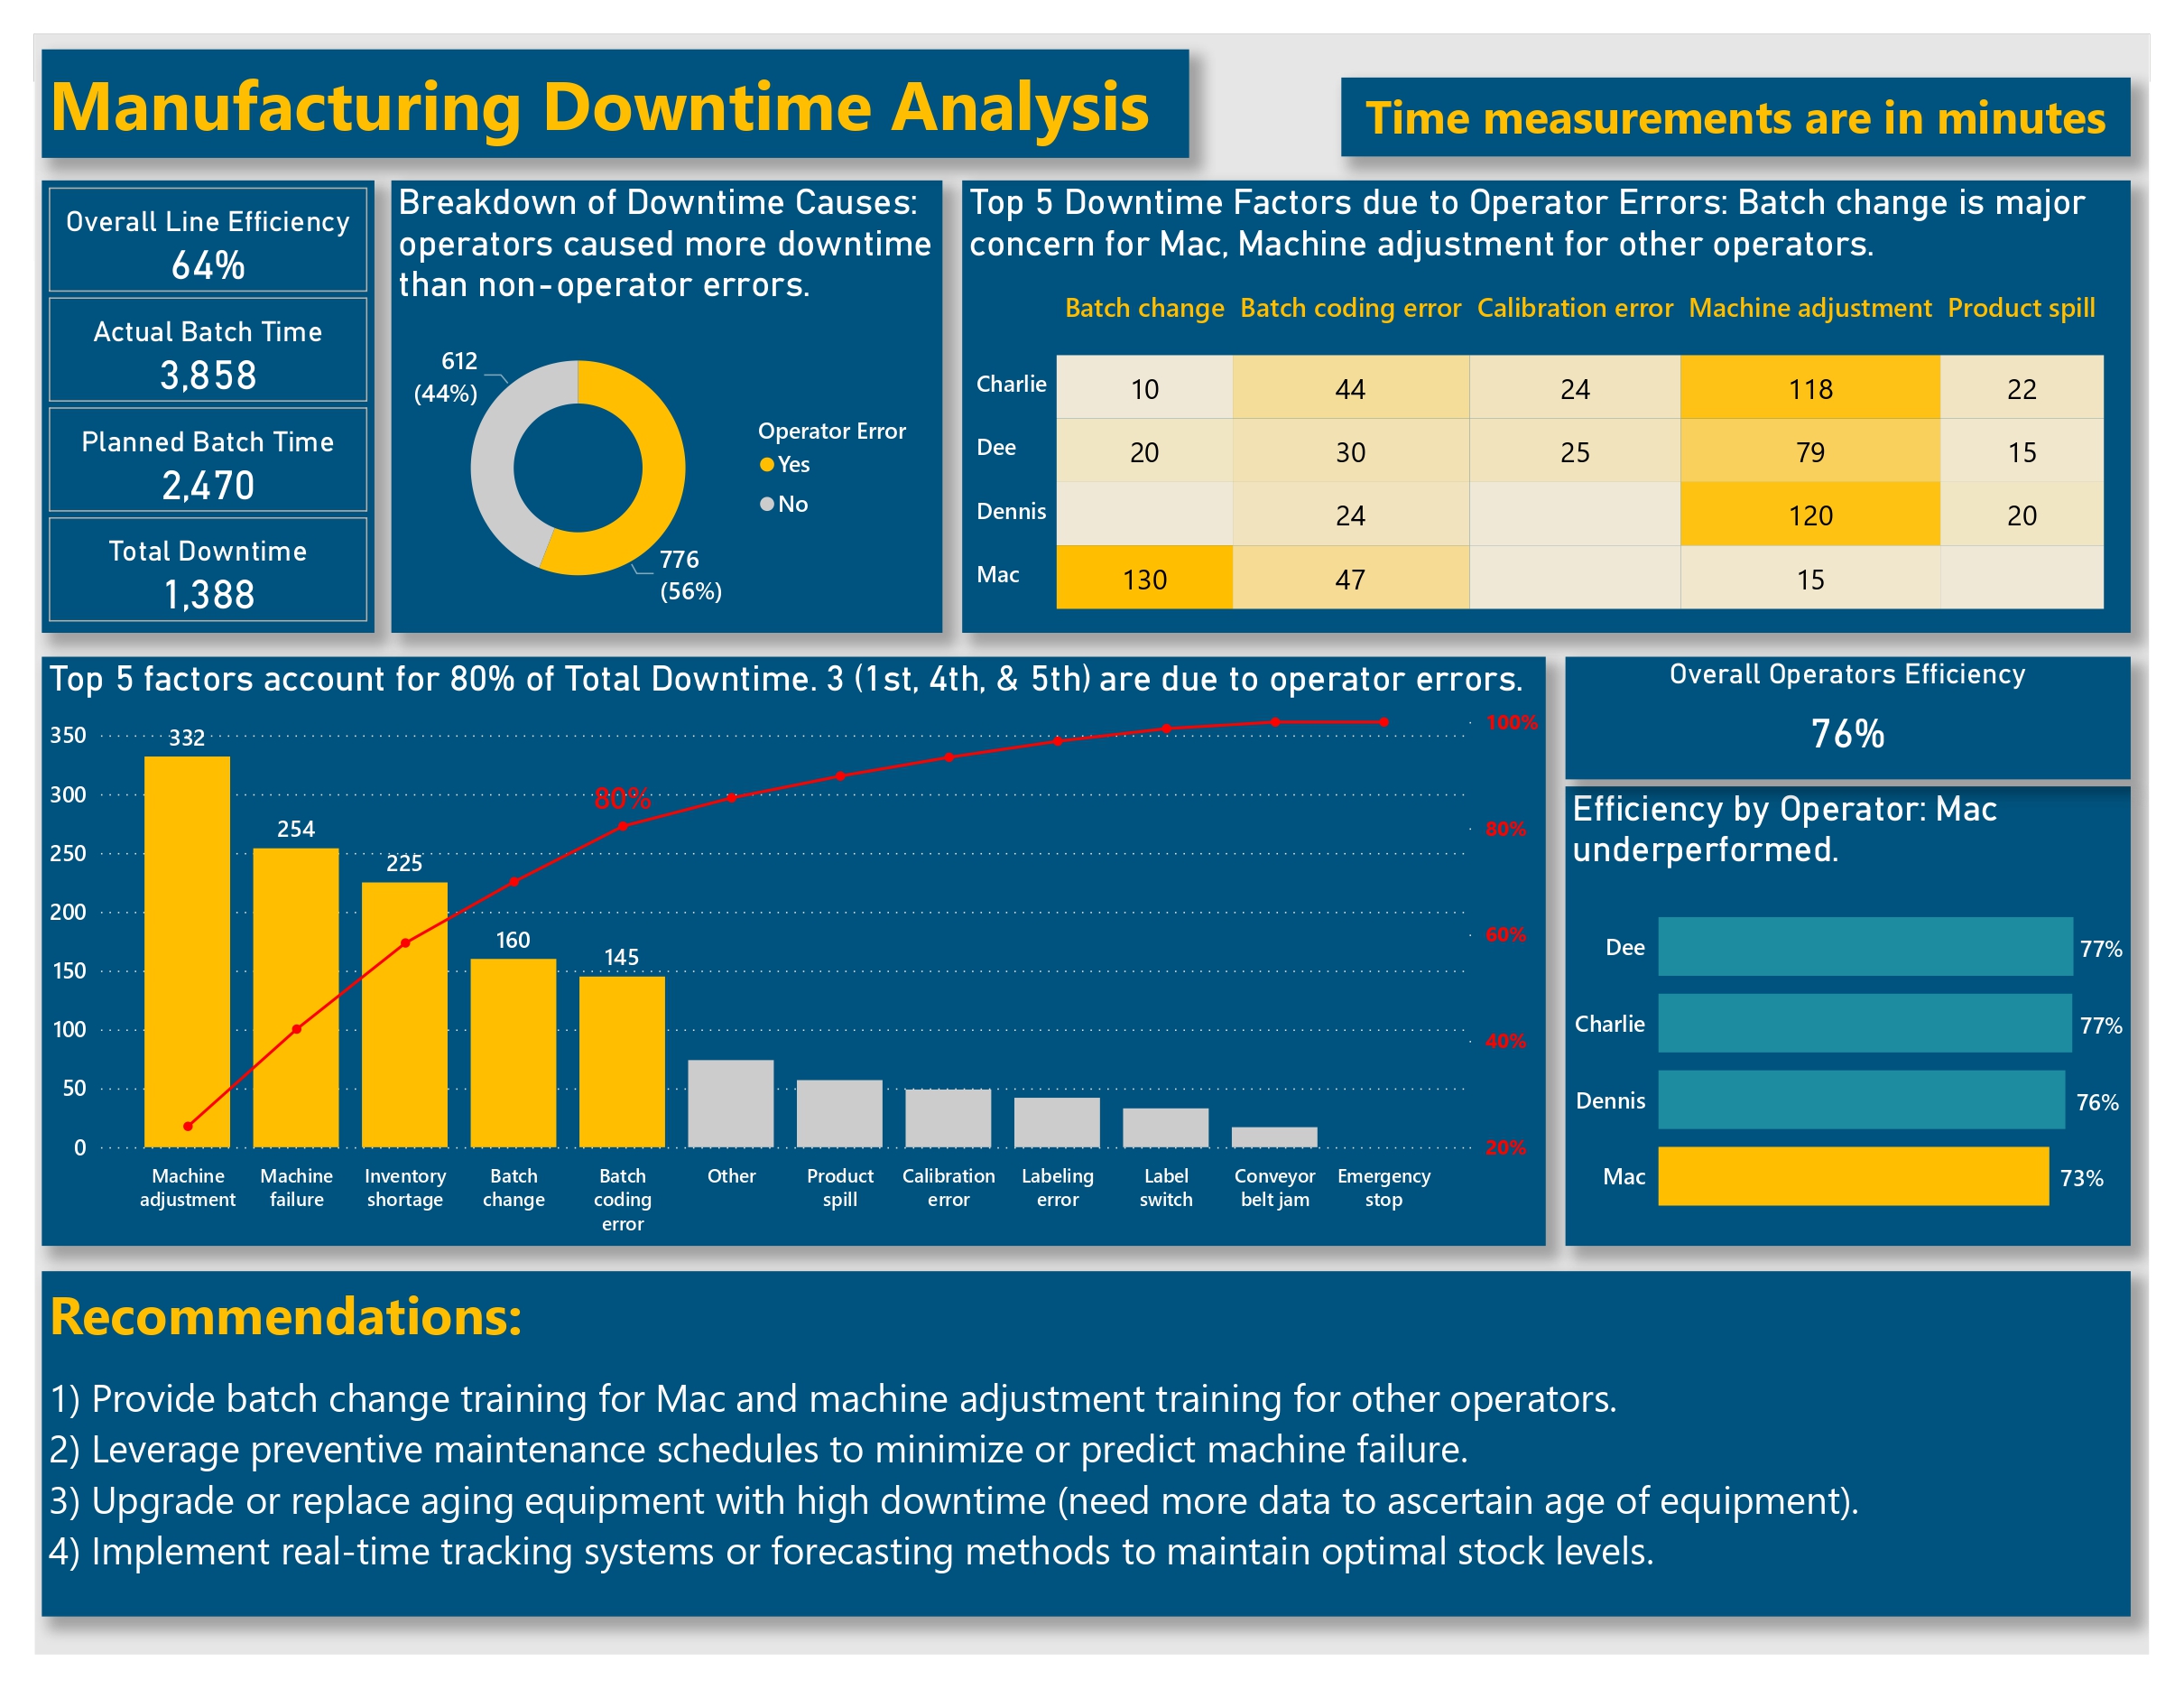 Manufacturing Downtime Analysis
Time measurements are in minutes
Overall Line Efficiency
64%
Actual Batch Time
3,858
Planned Batch Time
2,470
Total Downtime
1,388
Breakdown of Downtime Causes:
operators caused more downtime
than non-operator errors.
612
(44%)
Operator Error
Yes
No
776
(56%)
Top 5 Downtime Factors due to Operator Errors: Batch change is major
concern for Mac, Machine adjustment for other operators.
Batch change Batch coding error Calibration error Machine adjustment Product spill
Charlie 10 44 24 118 22
Dee 20 30 25 79 15
Dennis 24 120 20
Mac 130 47 15
Top 5 factors account for 80% of Total Downtime. 3 (1st, 4th, & 5th) are due to operator errors.
350
300
250
200
150
100
50
0
332
254
225
160
145
80%
100%
80%
60%
40%
20%
Machine
adjustment
Machine
failure
Inventory
shortage
Batch
change
Batch
coding
error
Other
Product
spill
Calibration
error
Labeling
error
Label
switch
Conveyor
belt jam
Emergency
stop
Overall Operators Efficiency
76%
Efficiency by Operator: Mac
underperformed.
Dee 77%
Charlie 77%
Dennis 76%
Mac 73%
Recommendations:
1) Provide batch change training for Mac and machine adjustment training for other operators.
2) Leverage preventive maintenance schedules to minimize or predict machine failure.
3) Upgrade or replace aging equipment with high downtime (need more data to ascertain age of equipment).
4) Implement real-time tracking systems or forecasting methods to maintain optimal stock levels.